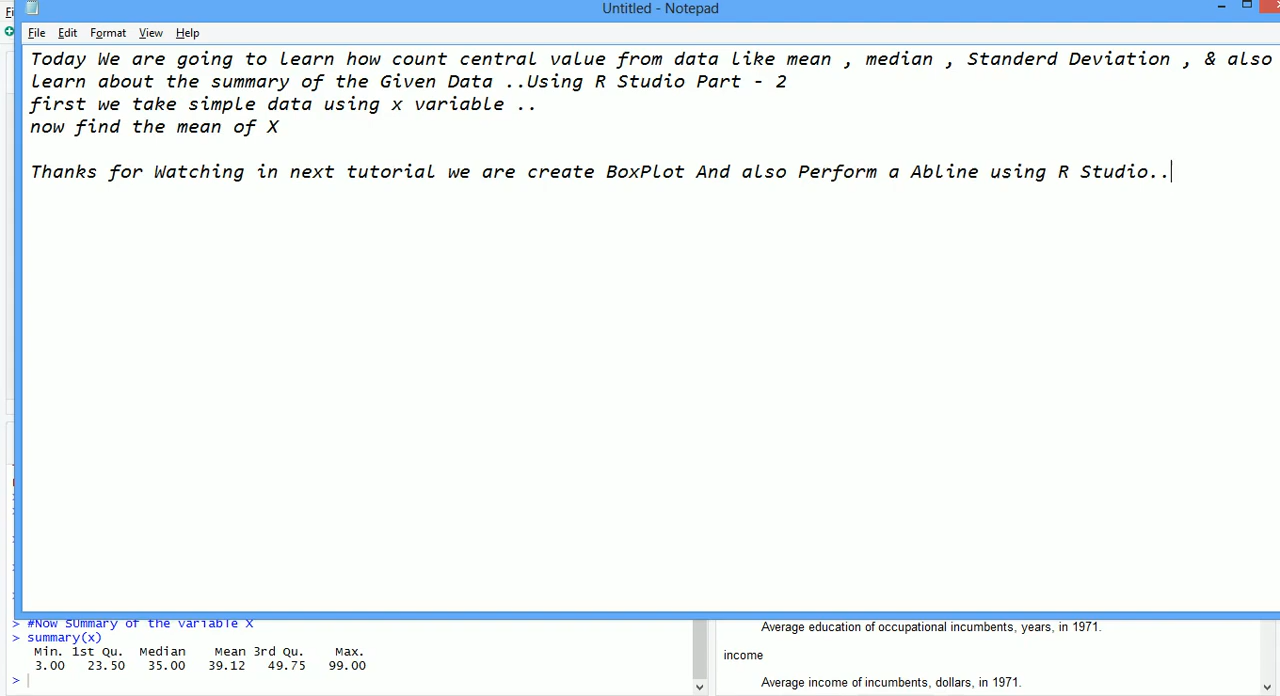 Untitled - Notepad
File Edit Format View Help
Today We are going to learn how count central value from data like mean , median , Standerd Deviation , & also
learn about the summary of the Given Data ..Using R Studio Part - 2
first we take simple data using x variable ..
now find the mean of X
Thanks for Watching in next tutorial we are create BoxPlot And also Perform a Abline using R Studio..
> #Now SUmmary of the variable X
> summary(x)
Min. 1st Qu. Median Mean 3rd Qu. Max.
3.00 23.50 35.00 39.12 49.75 99.00
>
Average education of occupational incumbents, years, in 1971.
income
Average income of incumbents, dollars, in 1971.